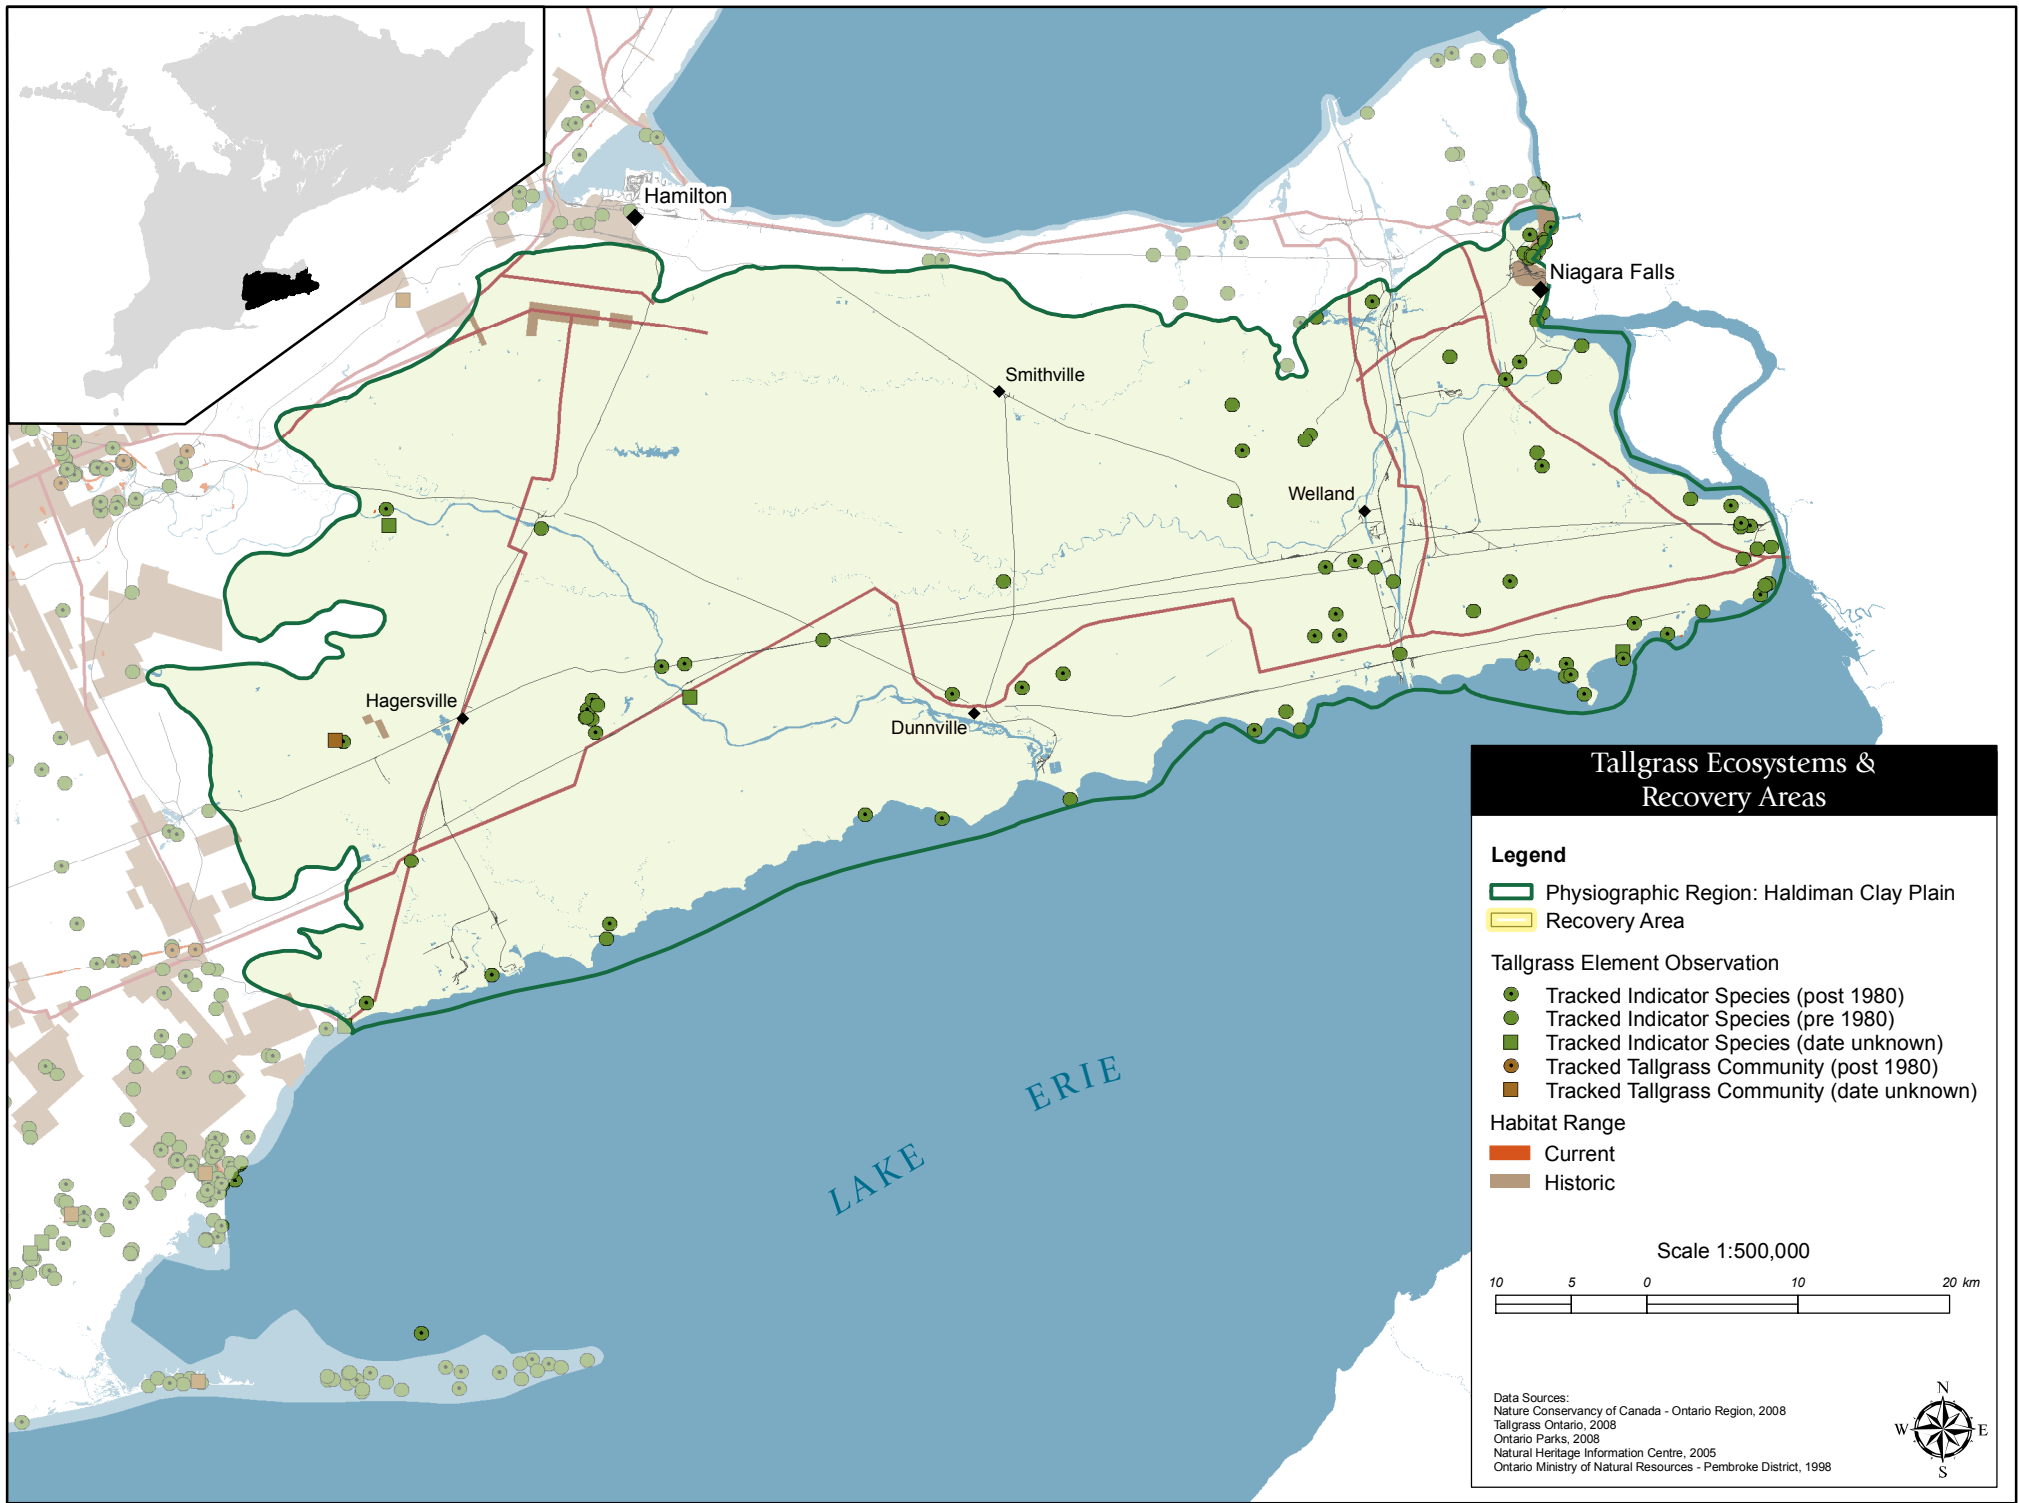 Hamilton
Niagara Falls
Smithville
Welland
Hagersville
Dunnville
LAKE ERIE
Tallgrass Ecosystems &
Recovery Areas
Legend
Physiographic Region: Haldiman Clay Plain
Recovery Area
Tallgrass Element Observation
Tracked Indicator Species (post 1980)
Tracked Indicator Species (pre 1980)
Tracked Indicator Species (date unknown)
Tracked Tallgrass Community (post 1980)
Tracked Tallgrass Community (date unknown)
Habitat Range
Current
Historic
Scale 1:500,000
10 5 0 10 20 km
Data Sources:
Nature Conservancy of Canada - Ontario Region, 2008
Tallgrass Ontario, 2008
Ontario Parks, 2008
Natural Heritage Information Centre, 2005
Ontario Ministry of Natural Resources - Pembroke District, 1998
N
W E
S